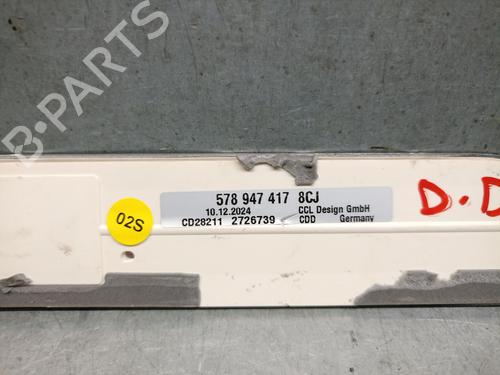 B-PARTS
578 947 417 8CJ
10.12.2024 CCL Design GmbH
CD28211 2726739 CDD Germany
02S
D.D